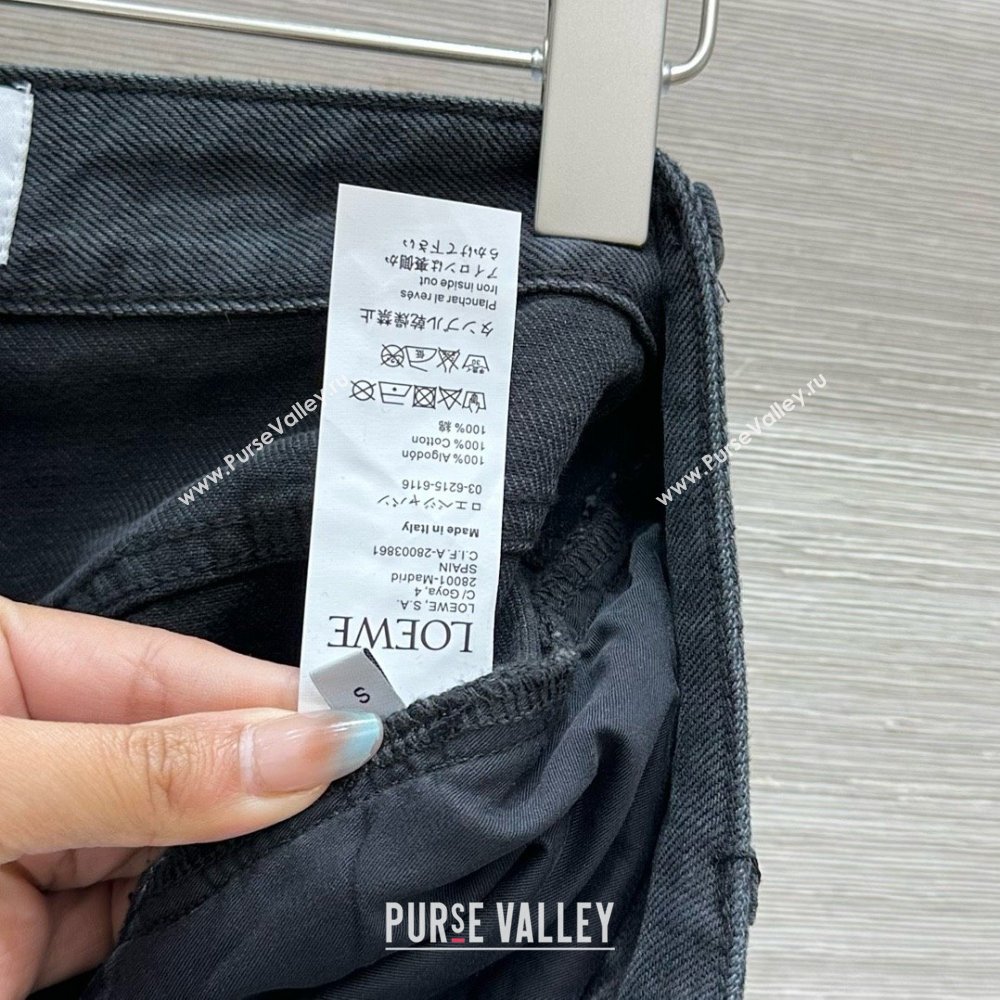 LOEWE
LOEWE, S.A.
C/ Goya, 4
28001-Madrid
SPAIN
C.I.F.A-28003861
Made in Italy
ロエベジャパン
03-6215-6116
100% Algodón
100% Cotton
100% 綿
タンブル乾燥禁止
Planchar al revés
Iron inside out
アイロンは裏側か
らかけて下さい
S
www.PurseValley.ru
www.PurseValley.ru
PURSE VALLEY